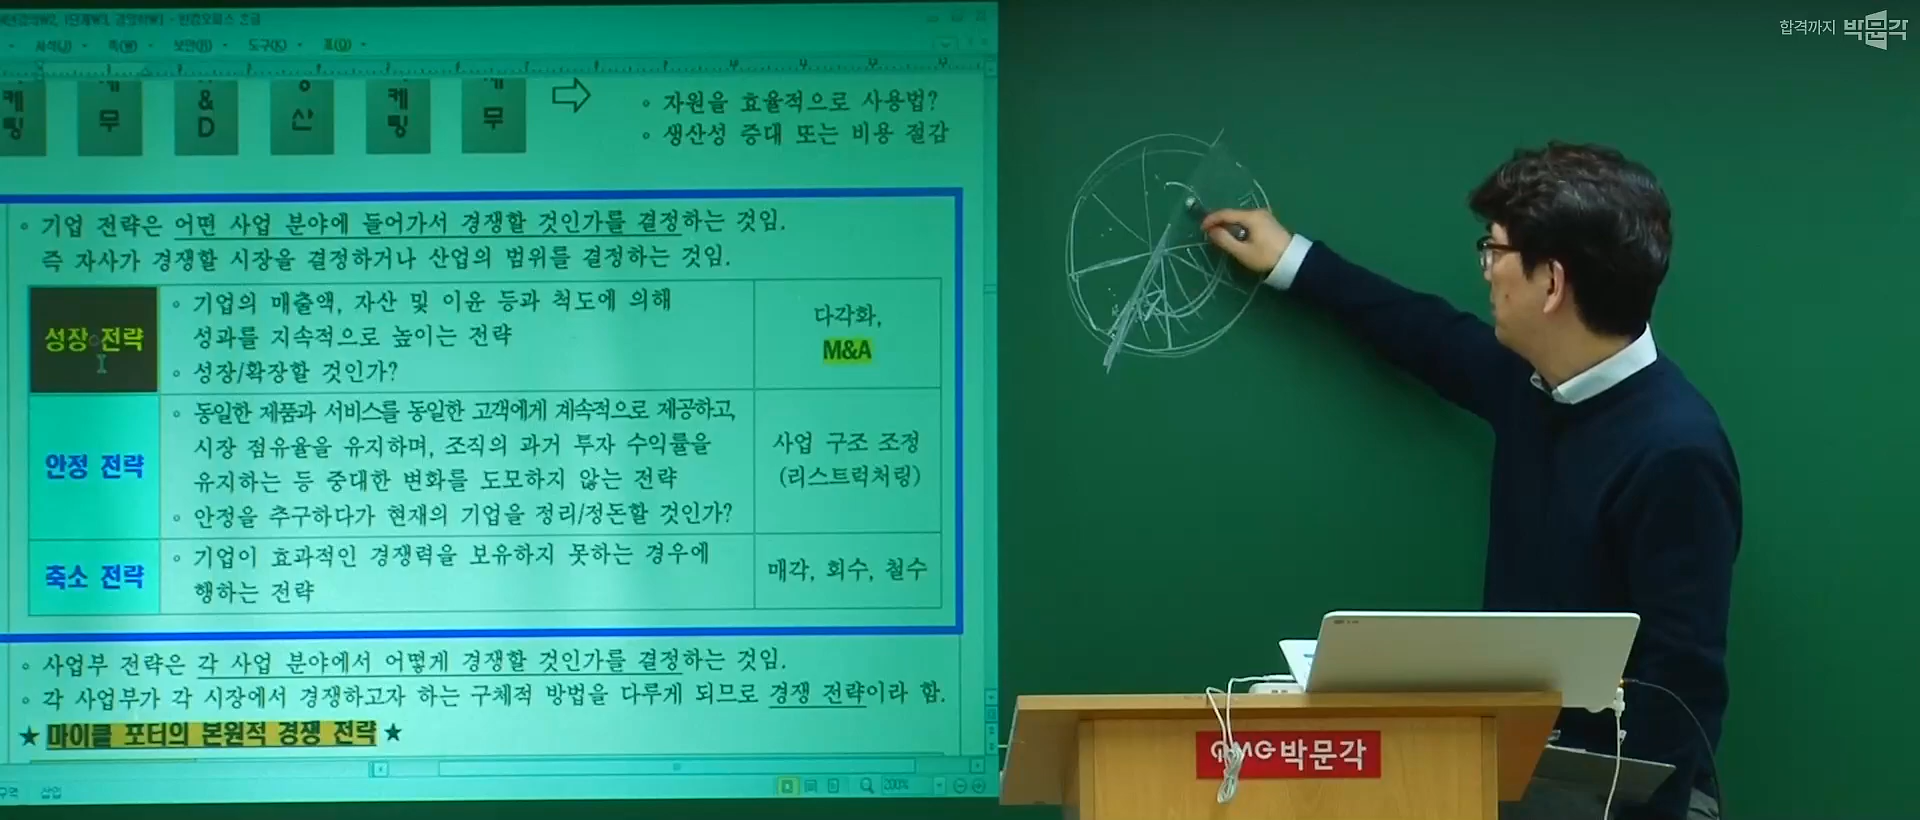 합격까지 박문각
서식(J) 쪽(W) 보안(B) 도구(K) 표(Q)
케
팅
무
&
D
산
케
팅
무
◦ 자원을 효율적으로 사용법?
◦ 생산성 증대 또는 비용 절감
◦ 기업 전략은 어떤 사업 분야에 들어가서 경쟁할 것인가를 결정하는 것임.
즉 자사가 경쟁할 시장을 결정하거나 산업의 범위를 결정하는 것임.
성장 전략
◦ 기업의 매출액, 자산 및 이윤 등과 척도에 의해
성과를 지속적으로 높이는 전략
◦ 성장/확장할 것인가?
다각화,
M&A
안정 전략
◦ 동일한 제품과 서비스를 동일한 고객에게 계속적으로 제공하고,
시장 점유율을 유지하며, 조직의 과거 투자 수익률을
유지하는 등 중대한 변화를 도모하지 않는 전략
◦ 안정을 추구하다가 현재의 기업을 정리/정돈할 것인가?
사업 구조 조정
(리스트럭처링)
축소 전략
◦ 기업이 효과적인 경쟁력을 보유하지 못하는 경우에
행하는 전략
매각, 회수, 철수
◦ 사업부 전략은 각 사업 분야에서 어떻게 경쟁할 것인가를 결정하는 것임.
◦ 각 사업부가 각 시장에서 경쟁하고자 하는 구체적 방법을 다루게 되므로 경쟁 전략이라 함.
★ 마이클 포터의 본원적 경쟁 전략 ★
구역 삽입
200%
PMG 박문각